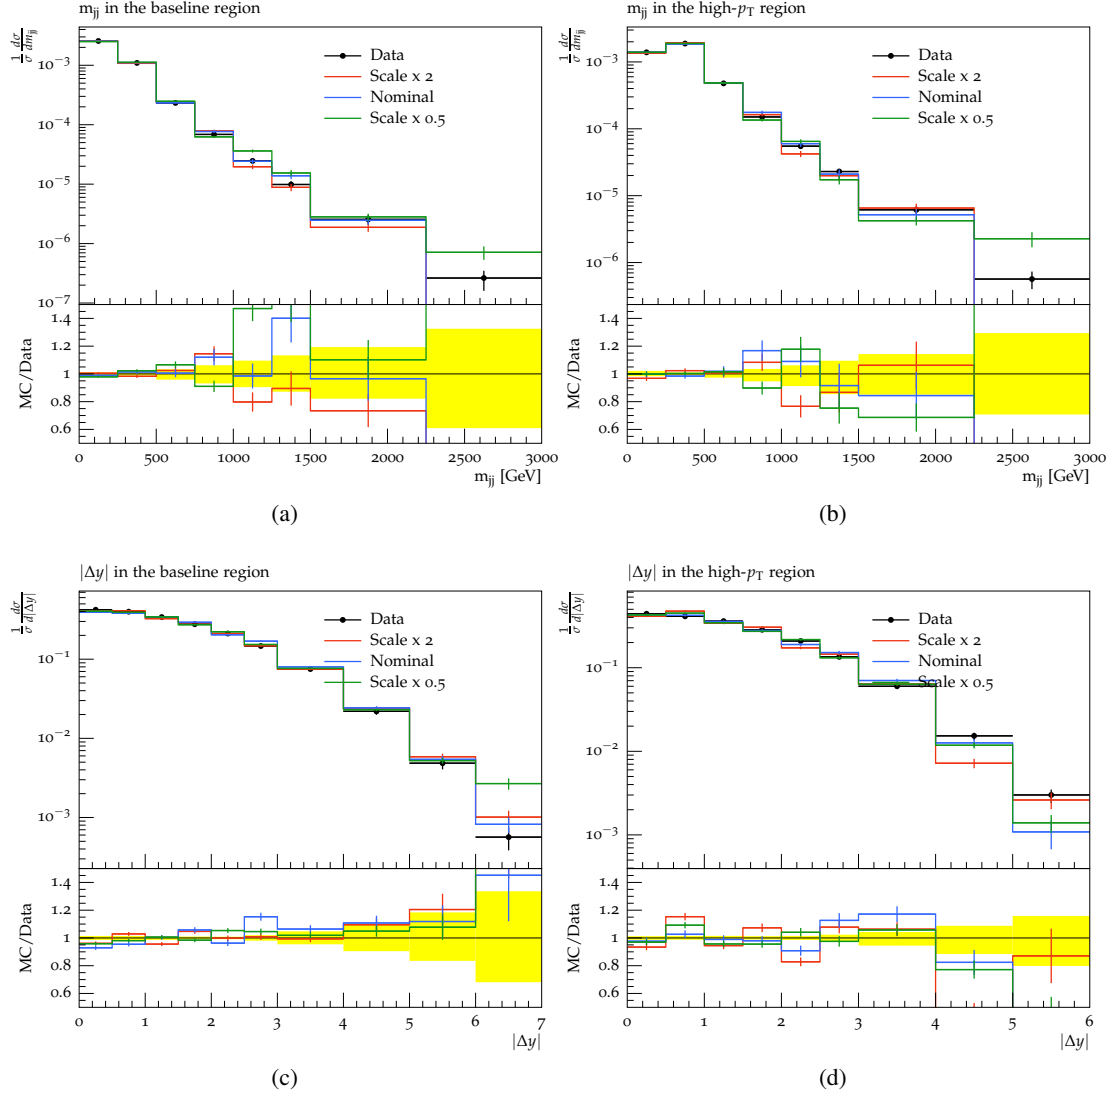 m_jj in the baseline region
1/σ dσ/dm_jj
10⁻³
10⁻⁴
10⁻⁵
10⁻⁶
10⁻⁷
Data
Scale x 2
Nominal
Scale x 0.5
MC/Data
1.4
1.2
1
0.8
0.6
0 500 1000 1500 2000 2500 3000
m_jj [GeV]
(a)
m_jj in the high-p_T region
1/σ dσ/dm_jj
10⁻³
10⁻⁴
10⁻⁵
10⁻⁶
Data
Scale x 2
Nominal
Scale x 0.5
MC/Data
1.4
1.2
1
0.8
0.6
0 500 1000 1500 2000 2500 3000
m_jj [GeV]
(b)
|Δy| in the baseline region
1/σ dσ/d|Δy|
10⁻¹
10⁻²
10⁻³
Data
Scale x 2
Nominal
Scale x 0.5
MC/Data
1.4
1.2
1
0.8
0.6
0 1 2 3 4 5 6 7
|Δy|
(c)
|Δy| in the high-p_T region
1/σ dσ/d|Δy|
10⁻¹
10⁻²
10⁻³
Data
Scale x 2
Nominal
Scale x 0.5
MC/Data
1.4
1.2
1
0.8
0.6
0 1 2 3 4 5 6
|Δy|
(d)